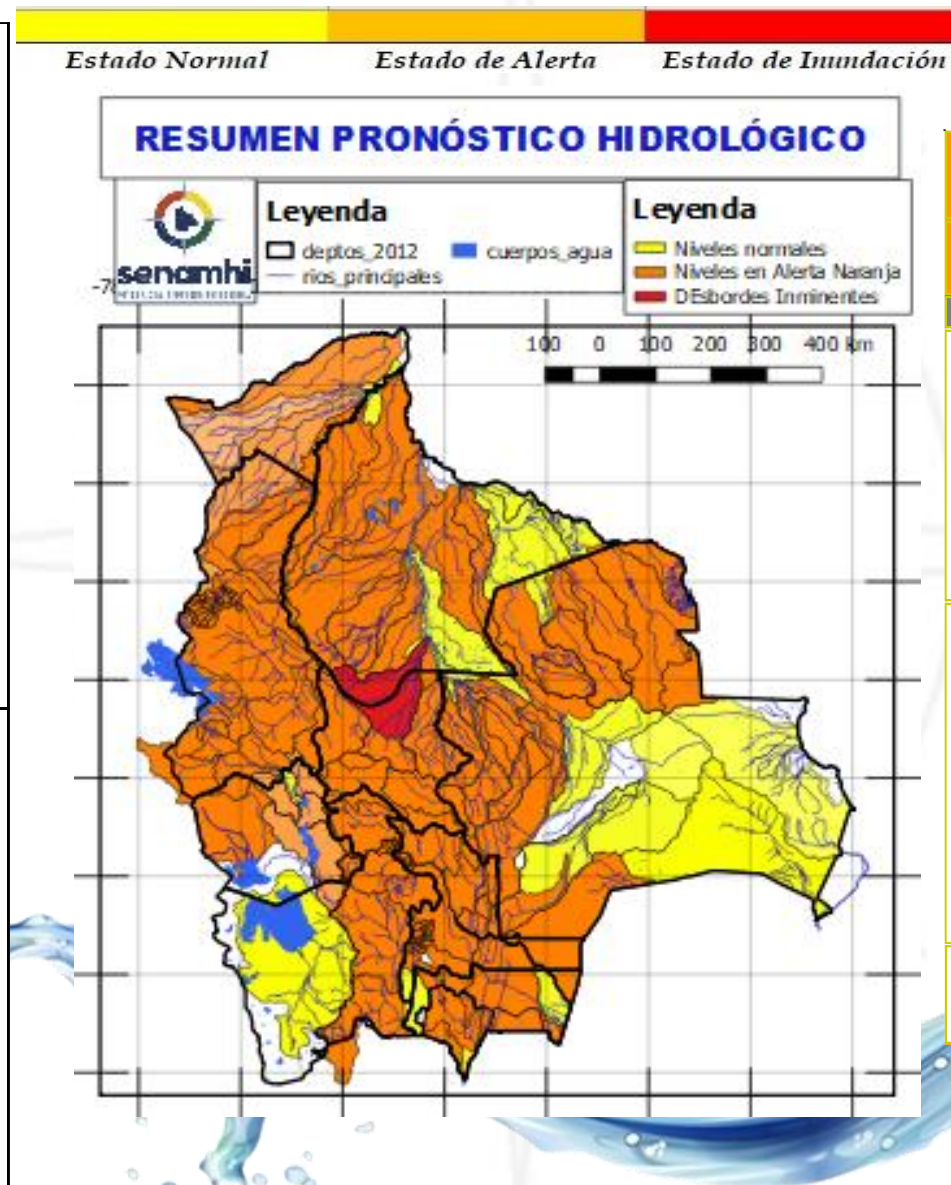 Estado Normal Estado de Alerta Estado de Inundación
RESUMEN PRONÓSTICO HIDROLÓGICO
senamhi
Leyenda
deptos_2012 cuerpos_agua
rios_principales
Leyenda
Niveles normales
Niveles en Alerta Naranja
DEsbordes Inminentes
100 0 100 200 300 400 km